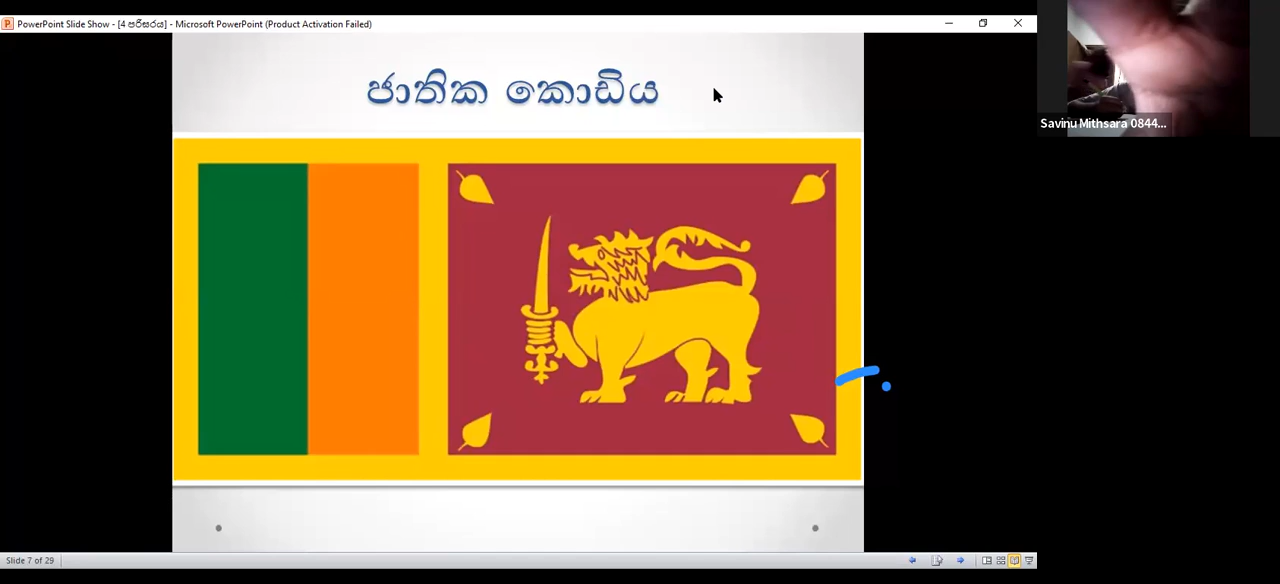 PowerPoint Slide Show - [4 පරිසරය] - Microsoft PowerPoint (Product Activation Failed)
ජාතික කොඩිය
Savinu Mithsara 0844...
Slide 7 of 29